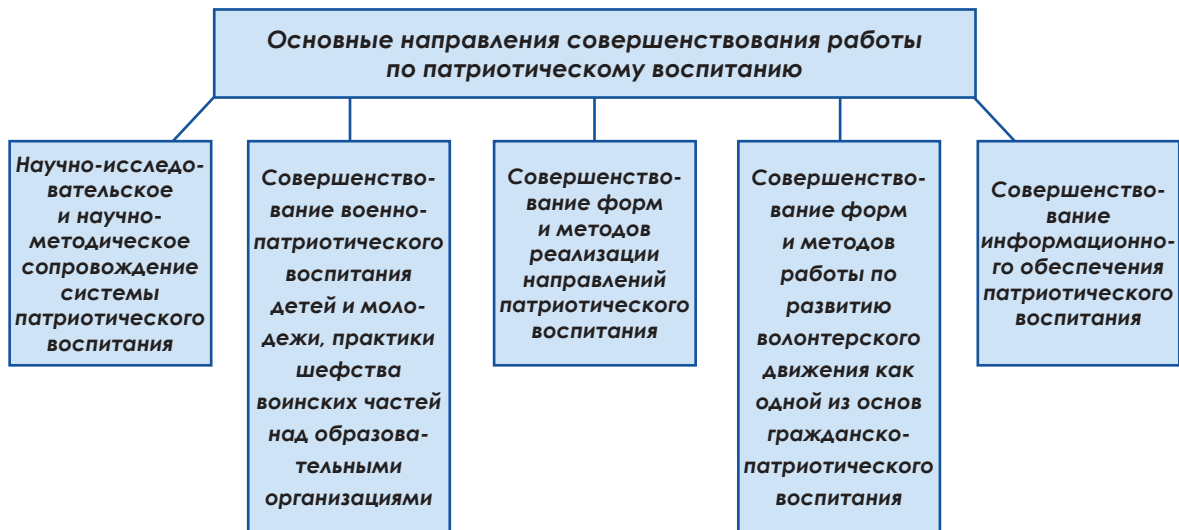 Основные направления совершенствования работы
по патриотическому воспитанию
Научно-исследо-
вательское
и научно-
методическое
сопровождение
системы
патриотического
воспитания
Совершенство-
вание военно-
патриотического
воспитания
детей и моло-
дежи, практики
шефства
воинских частей
над образова-
тельными
организациями
Совершенство-
вание форм
и методов
реализации
направлений
патриотического
воспитания
Совершенство-
вание форм
и методов
работы по
развитию
волонтерского
движения как
одной из основ
гражданско-
патриотического
воспитания
Совершенство-
вание
информационно-
го обеспечения
патриотического
воспитания